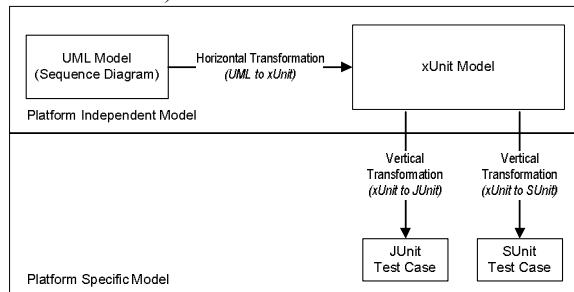 UML Model
(Sequence Diagram)
Horizontal Transformation
(UML to xUnit)
xUnit Model
Platform Independent Model
Vertical
Transformation
(xUnit to JUnit)
Vertical
Transformation
(xUnit to SUnit)
JUnit
Test Case
SUnit
Test Case
Platform Specific Model